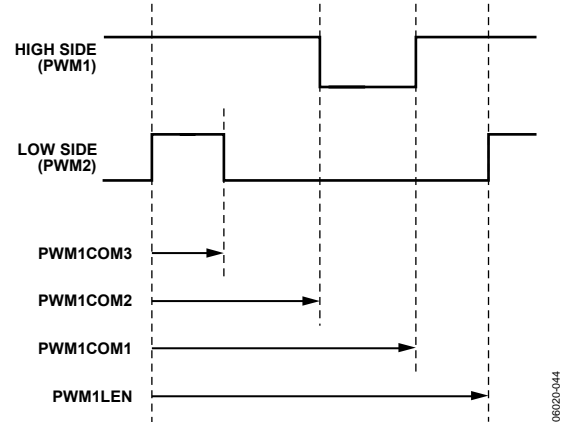 HIGH SIDE
(PWM1)
LOW SIDE
(PWM2)
PWM1COM3
PWM1COM2
PWM1COM1
PWM1LEN
06020-044